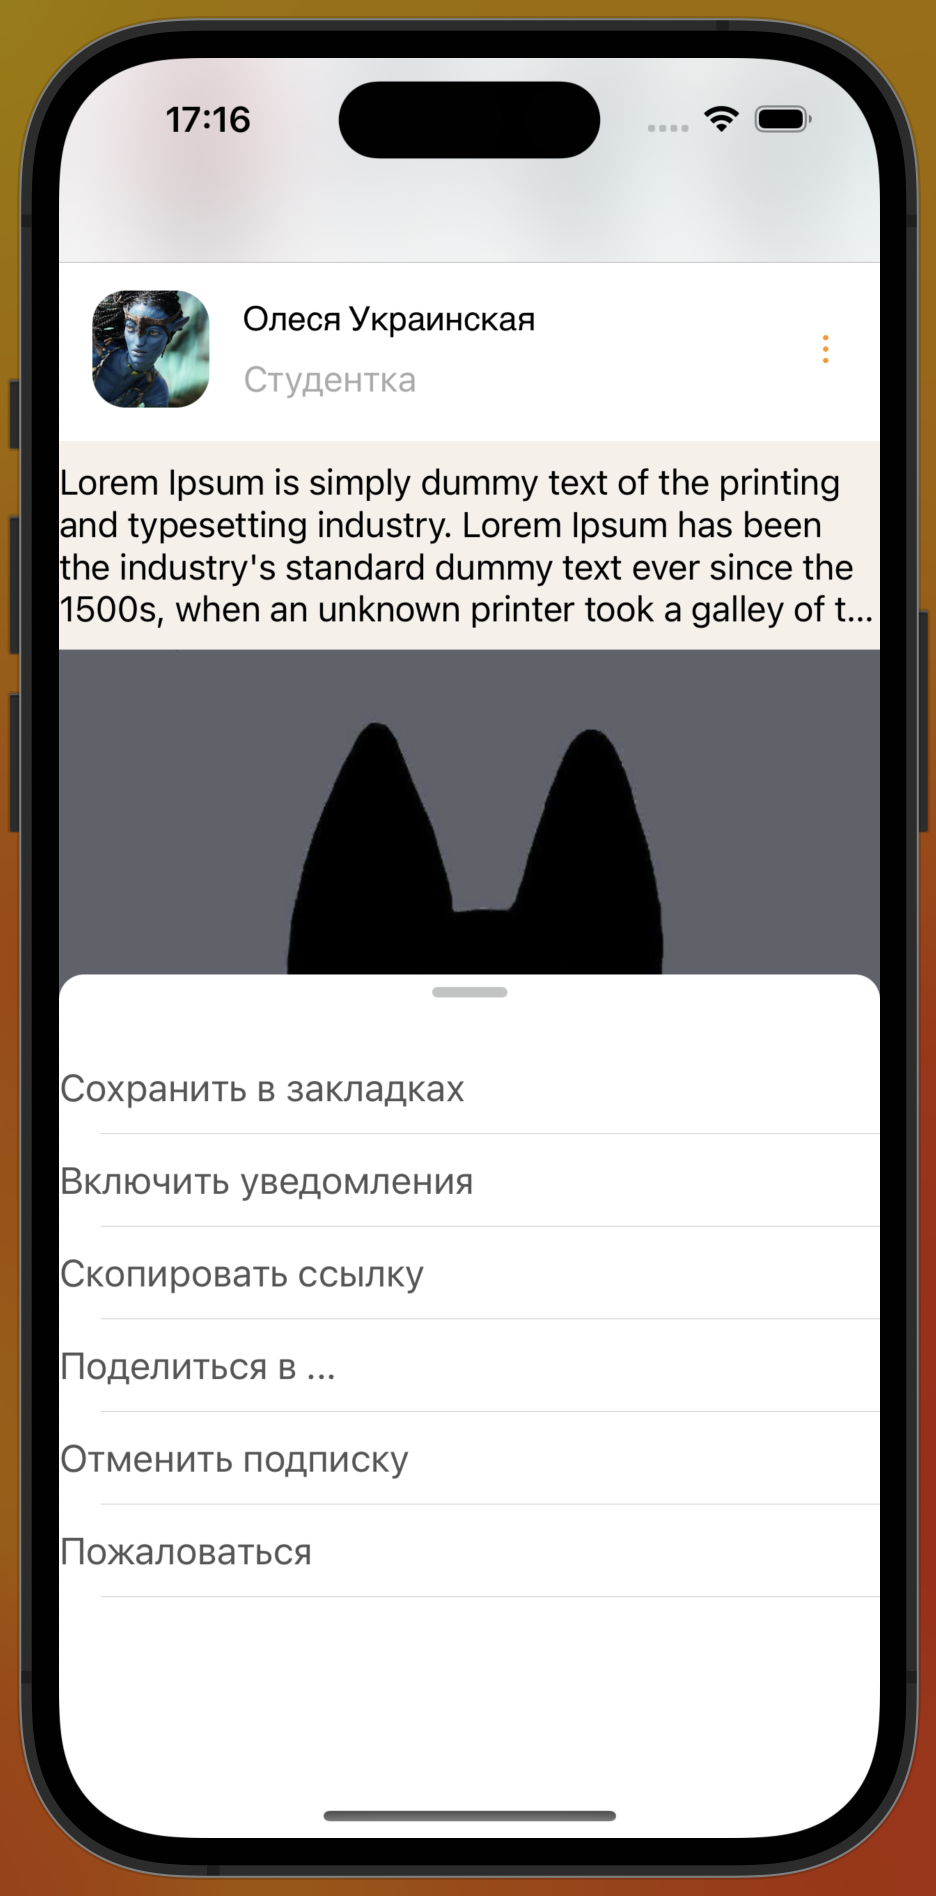 17:16
Олеся Украинская
Студентка
Lorem Ipsum is simply dummy text of the printing
and typesetting industry. Lorem Ipsum has been
the industry's standard dummy text ever since the
1500s, when an unknown printer took a galley of t...
Сохранить в закладках
Включить уведомления
Скопировать ссылку
Поделиться в ...
Отменить подписку
Пожаловаться